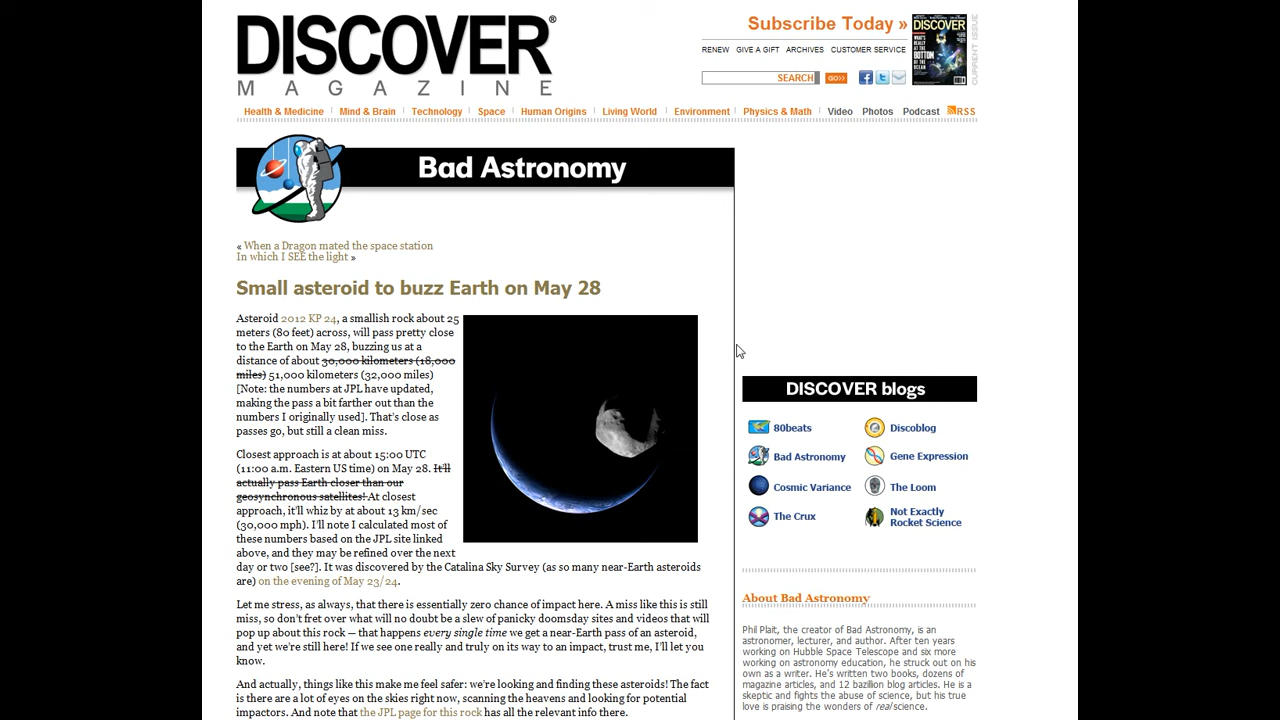 DISCOVER®
MAGAZINE
Subscribe Today »
RENEW GIVE A GIFT ARCHIVES CUSTOMER SERVICE
SEARCH GO>>
DISCOVER
CURRENT ISSUE
Health & Medicine Mind & Brain Technology Space Human Origins Living World Environment Physics & Math Video Photos Podcast RSS
Bad Astronomy
« When a Dragon mated the space station
In which I SEE the light »
Small asteroid to buzz Earth on May 28
Asteroid 2012 KP 24, a smallish rock about 25
meters (80 feet) across, will pass pretty close
to the Earth on May 28, buzzing us at a
distance of about 30,000 kilometers (18,000
miles) 51,000 kilometers (32,000 miles)
[Note: the numbers at JPL have updated,
making the pass a bit farther out than the
numbers I originally used]. That's close as
passes go, but still a clean miss.
Closest approach is at about 15:00 UTC
(11:00 a.m. Eastern US time) on May 28. It'll
actually pass Earth closer than our
geosynchronous satellites! At closest
approach, it'll whiz by at about 13 km/sec
(30,000 mph). I'll note I calculated most of
these numbers based on the JPL site linked
above, and they may be refined over the next
day or two [see?]. It was discovered by the Catalina Sky Survey (as so many near-Earth asteroids
are) on the evening of May 23/24.
Let me stress, as always, that there is essentially zero chance of impact here. A miss like this is still
miss, so don't fret over what will no doubt be a slew of panicky doomsday sites and videos that will
pop up about this rock — that happens every single time we get a near-Earth pass of an asteroid,
and yet we're still here! If we see one really and truly on its way to an impact, trust me, I'll let you
know.
And actually, things like this make me feel safer: we're looking and finding these asteroids! The fact
is there are a lot of eyes on the skies right now, scanning the heavens and looking for potential
impactors. And note that the JPL page for this rock has all the relevant info there.
DISCOVER blogs
80beats Discoblog
Bad Astronomy Gene Expression
Cosmic Variance The Loom
The Crux Not Exactly
Rocket Science
About Bad Astronomy
Phil Plait, the creator of Bad Astronomy, is an
astronomer, lecturer, and author. After ten years
working on Hubble Space Telescope and six more
working on astronomy education, he struck out on his
own as a writer. He's written two books, dozens of
magazine articles, and 12 bazillion blog articles. He is a
skeptic and fights the abuse of science, but his true
love is praising the wonders of real science.